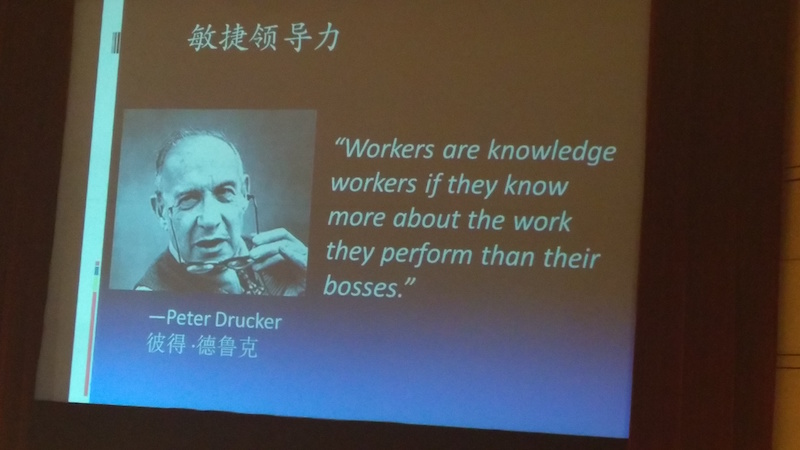 敏捷领导力
“Workers are knowledge
workers if they know
more about the work
they perform than their
bosses.”
—Peter Drucker
彼得·德鲁克